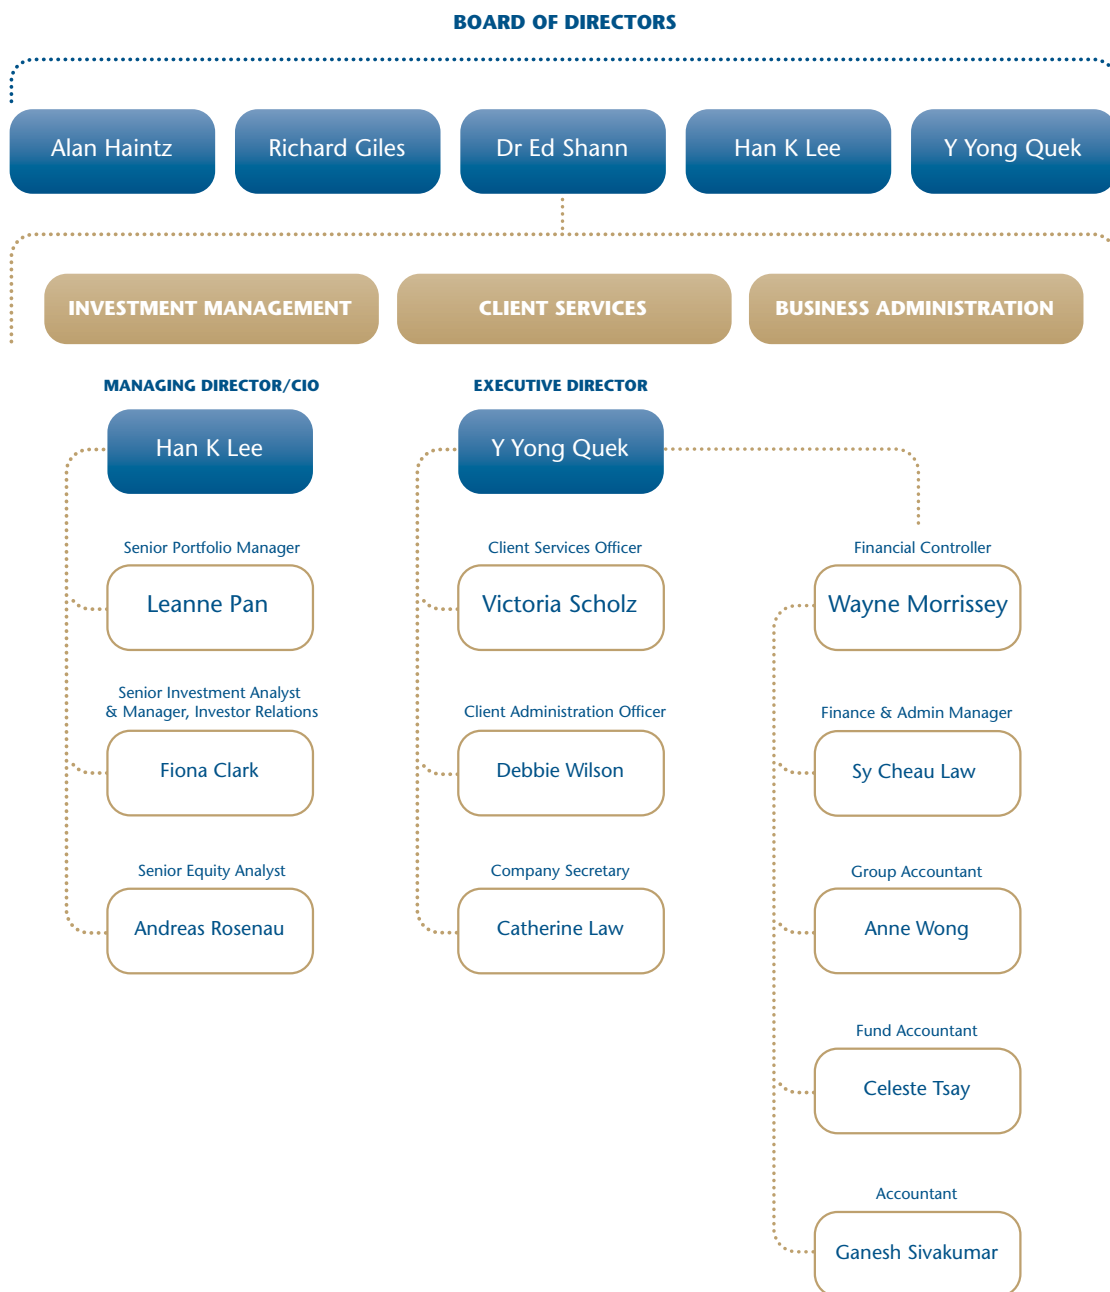 BOARD OF DIRECTORS
Alan Haintz
Richard Giles
Dr Ed Shann
Han K Lee
Y Yong Quek
INVESTMENT MANAGEMENT
CLIENT SERVICES
BUSINESS ADMINISTRATION
MANAGING DIRECTOR/CIO
EXECUTIVE DIRECTOR
Han K Lee
Y Yong Quek
Senior Portfolio Manager
Client Services Officer
Financial Controller
Leanne Pan
Victoria Scholz
Wayne Morrissey
Senior Investment Analyst
& Manager, Investor Relations
Client Administration Officer
Finance & Admin Manager
Fiona Clark
Debbie Wilson
Sy Cheau Law
Senior Equity Analyst
Company Secretary
Group Accountant
Andreas Rosenau
Catherine Law
Anne Wong
Fund Accountant
Celeste Tsay
Accountant
Ganesh Sivakumar